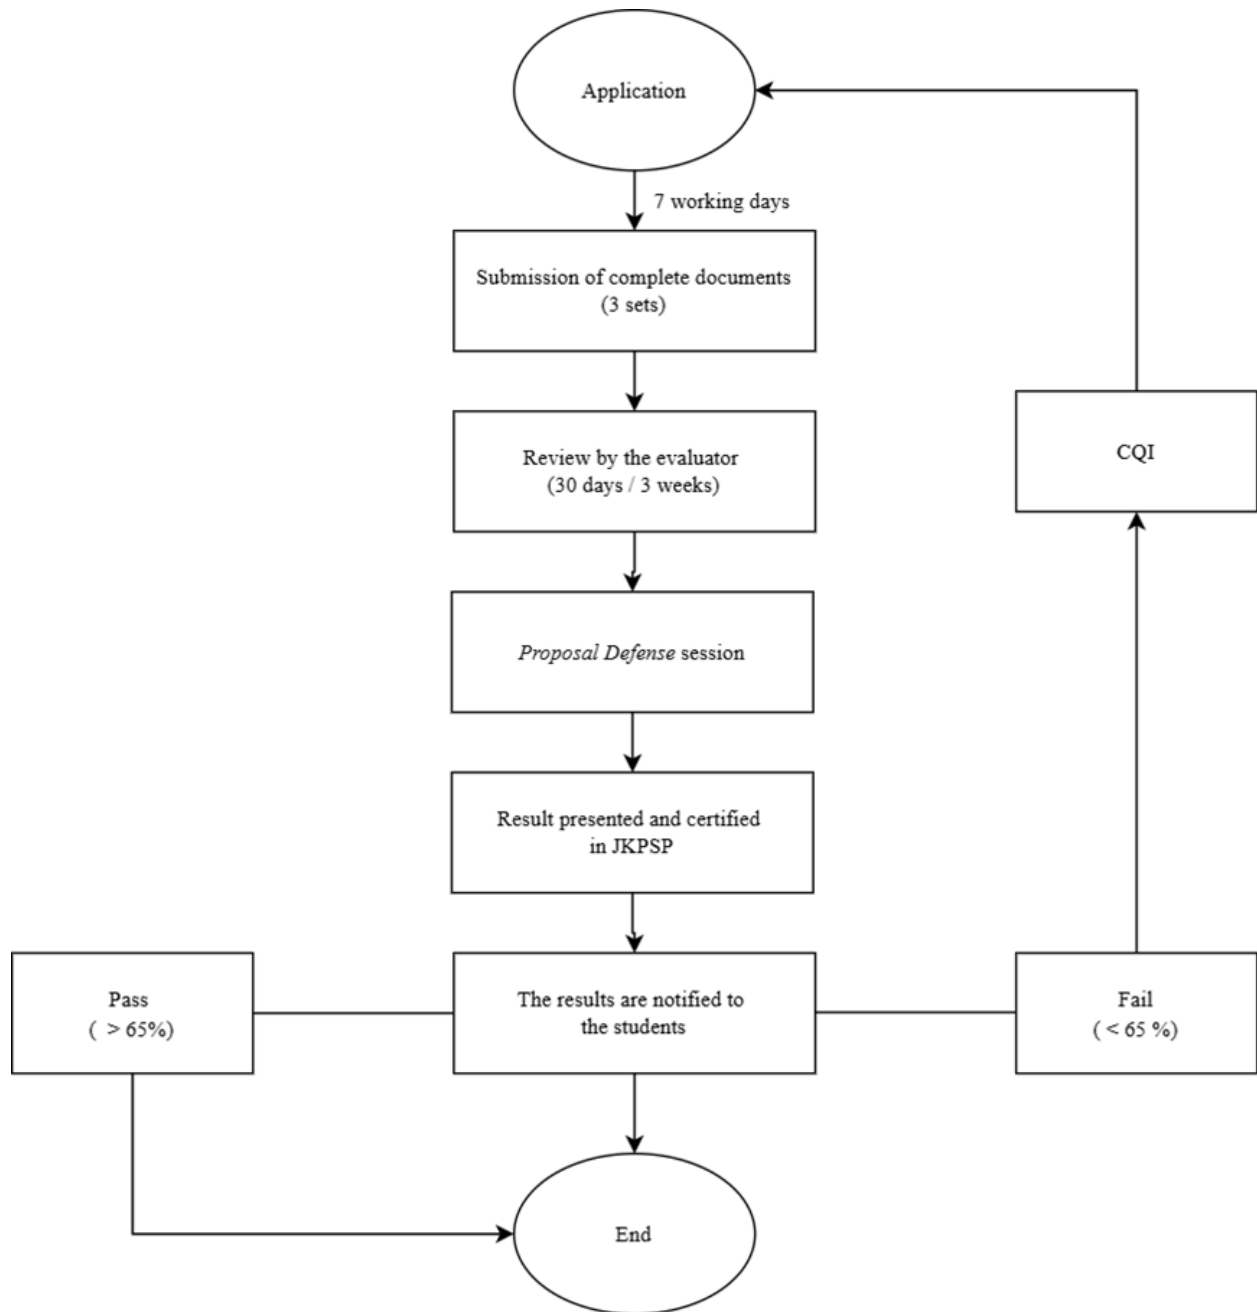 Application
7 working days
Submission of complete documents
(3 sets)
Review by the evaluator
(30 days / 3 weeks)
CQI
Proposal Defense session
Result presented and certified
in JKPSP
Pass
( > 65%)
The results are notified to
the students
Fail
( < 65 %)
End